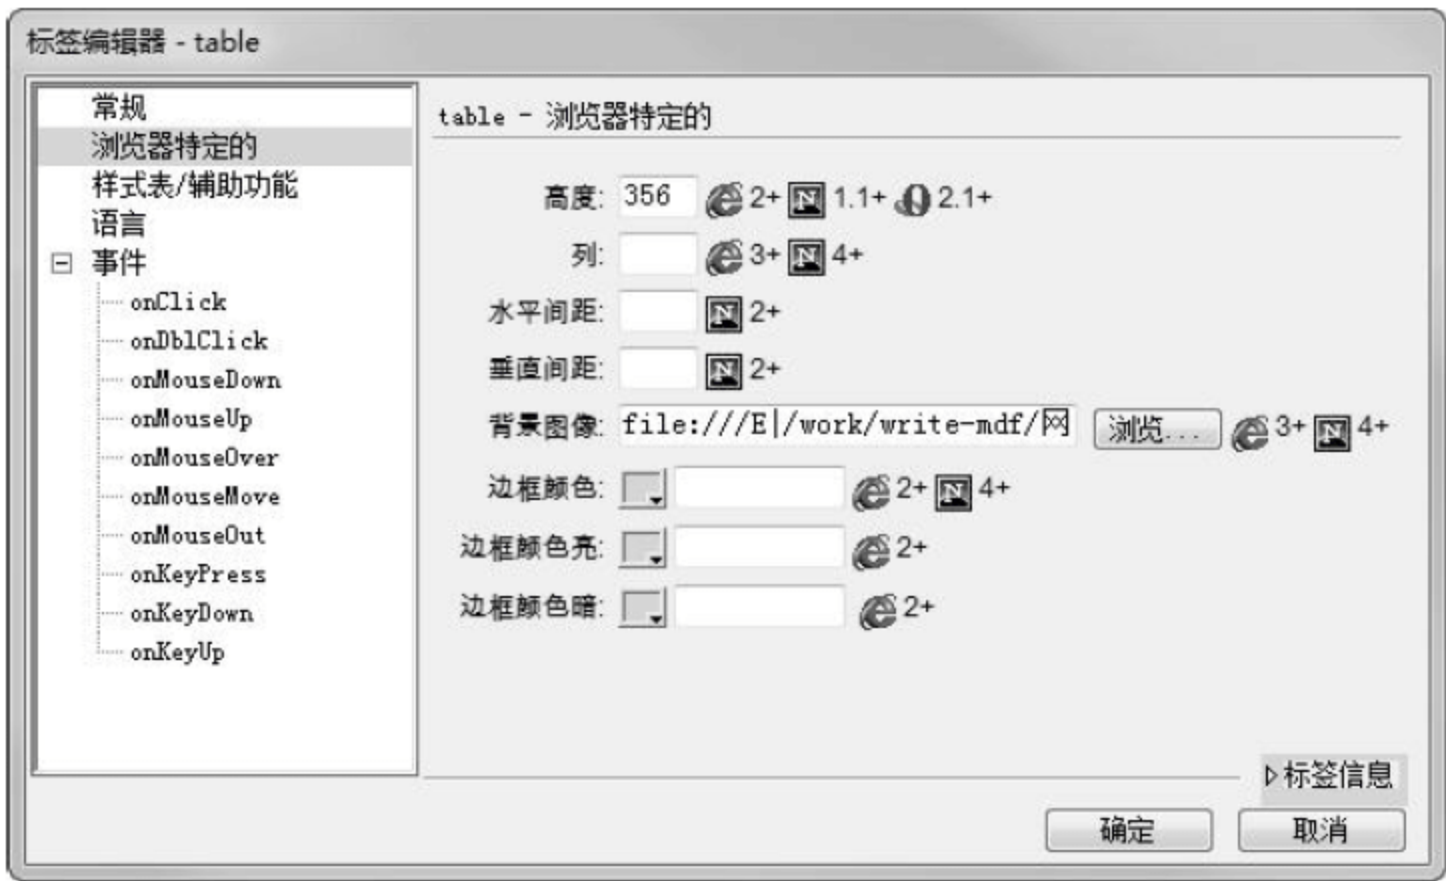 标签编辑器 - table
常规
浏览器特定的
样式表/辅助功能
语言
事件
onClick
onDblClick
onMouseDown
onMouseUp
onMouseOver
onMouseMove
onMouseOut
onKeyPress
onKeyDown
onKeyUp
table - 浏览器特定的
高度: 356 2+ N 1.1+ 2.1+
列: 3+ N 4+
水平间距: N 2+
垂直间距: N 2+
背景图像: file:///E|/work/write-mdf/网 浏览... 3+ N 4+
边框颜色: 2+ N 4+
边框颜色亮: 2+
边框颜色暗: 2+
标签信息
确定 取消